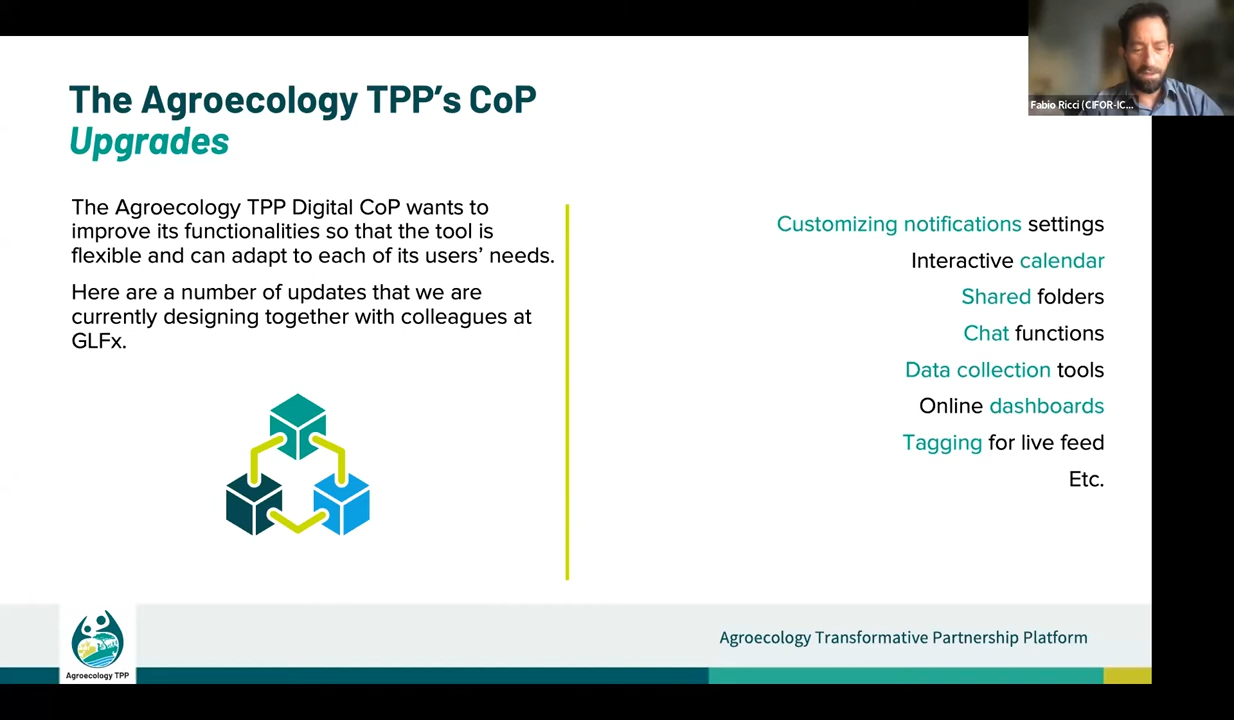 The Agroecology TPP's CoP
Upgrades
The Agroecology TPP Digital CoP wants to
improve its functionalities so that the tool is
flexible and can adapt to each of its users' needs.
Here are a number of updates that we are
currently designing together with colleagues at
GLFx.
Customizing notifications settings
Interactive calendar
Shared folders
Chat functions
Data collection tools
Online dashboards
Tagging for live feed
Etc.
Fabio Ricci (CIFOR-IC...
Agroecology Transformative Partnership Platform
Agroecology TPP